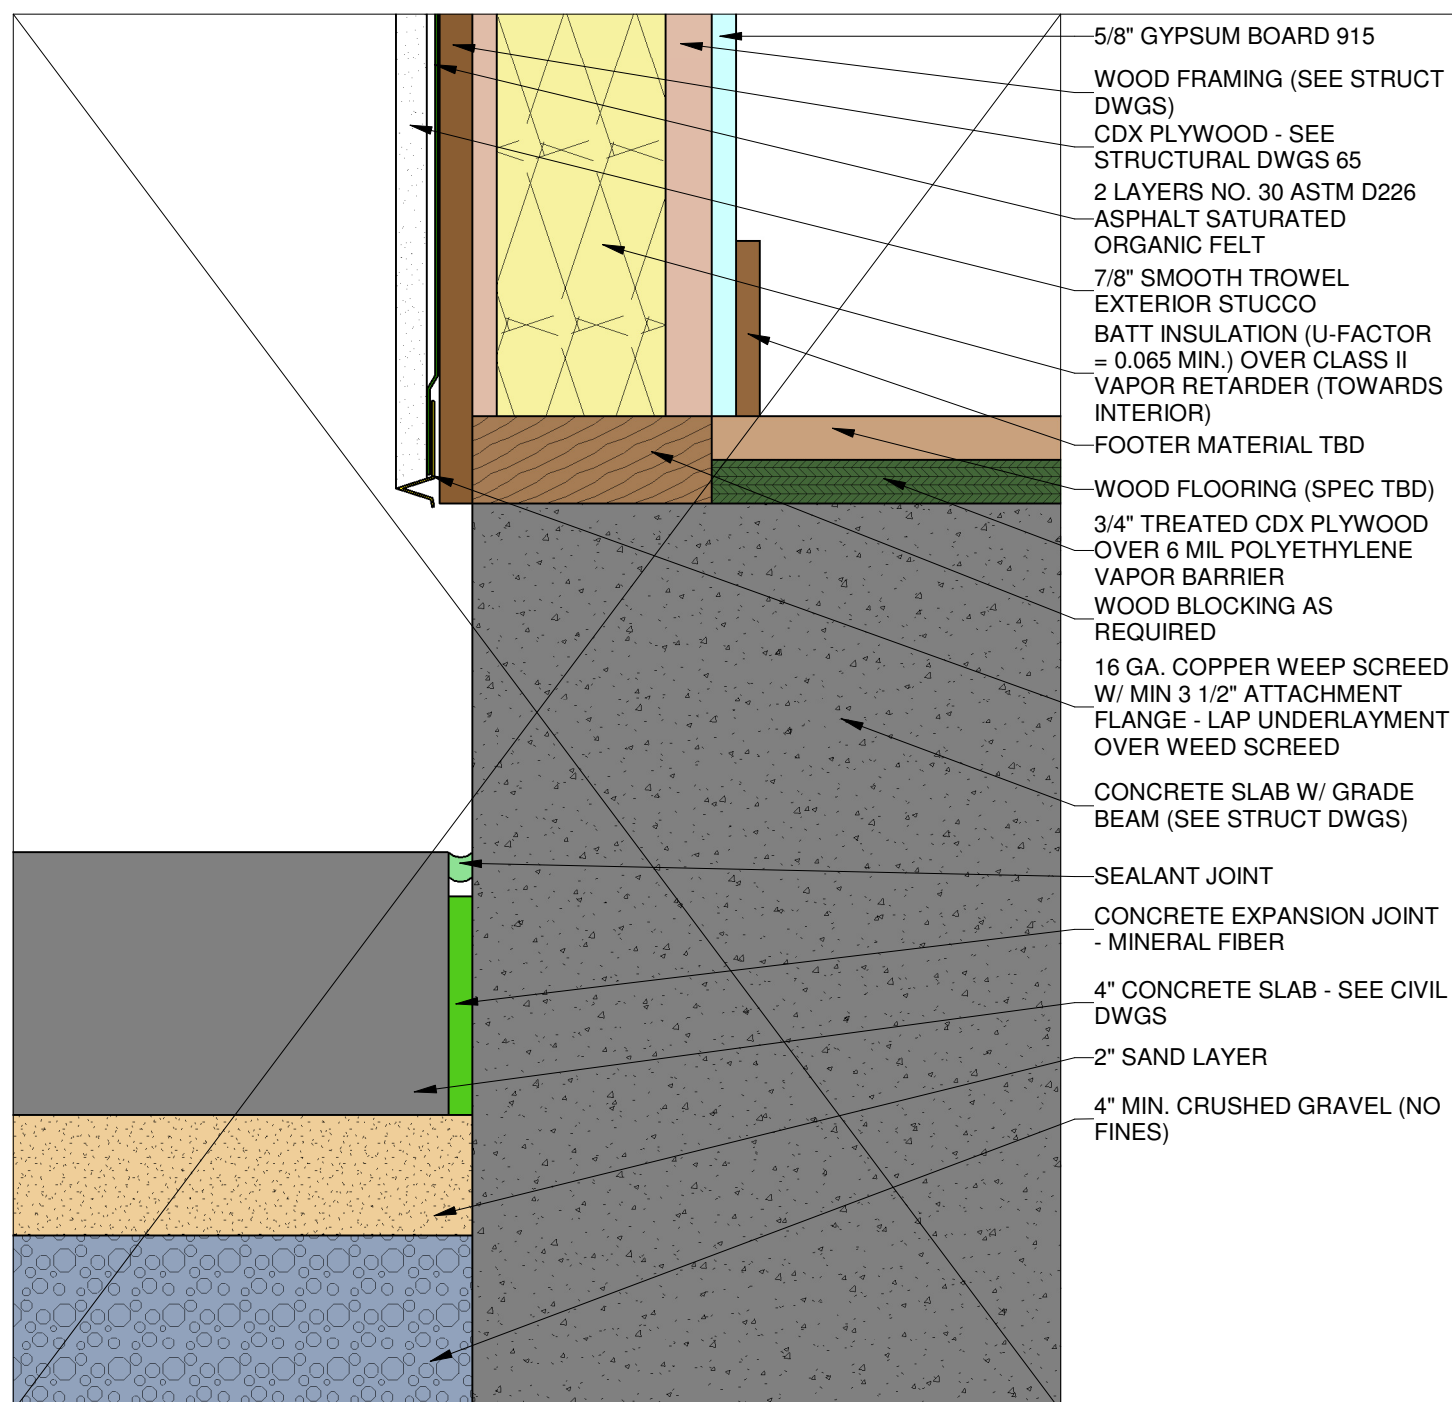 5/8" GYPSUM BOARD 915
WOOD FRAMING (SEE STRUCT
DWGS)
CDX PLYWOOD - SEE
STRUCTURAL DWGS 65
2 LAYERS NO. 30 ASTM D226
ASPHALT SATURATED
ORGANIC FELT
7/8" SMOOTH TROWEL
EXTERIOR STUCCO
BATT INSULATION (U-FACTOR
= 0.065 MIN.) OVER CLASS II
VAPOR RETARDER (TOWARDS
INTERIOR)
FOOTER MATERIAL TBD
WOOD FLOORING (SPEC TBD)
3/4" TREATED CDX PLYWOOD
OVER 6 MIL POLYETHYLENE
VAPOR BARRIER
WOOD BLOCKING AS
REQUIRED
16 GA. COPPER WEEP SCREED
W/ MIN 3 1/2" ATTACHMENT
FLANGE - LAP UNDERLAYMENT
OVER WEED SCREED
CONCRETE SLAB W/ GRADE
BEAM (SEE STRUCT DWGS)
SEALANT JOINT
CONCRETE EXPANSION JOINT
- MINERAL FIBER
4" CONCRETE SLAB - SEE CIVIL
DWGS
2" SAND LAYER
4" MIN. CRUSHED GRAVEL (NO
FINES)